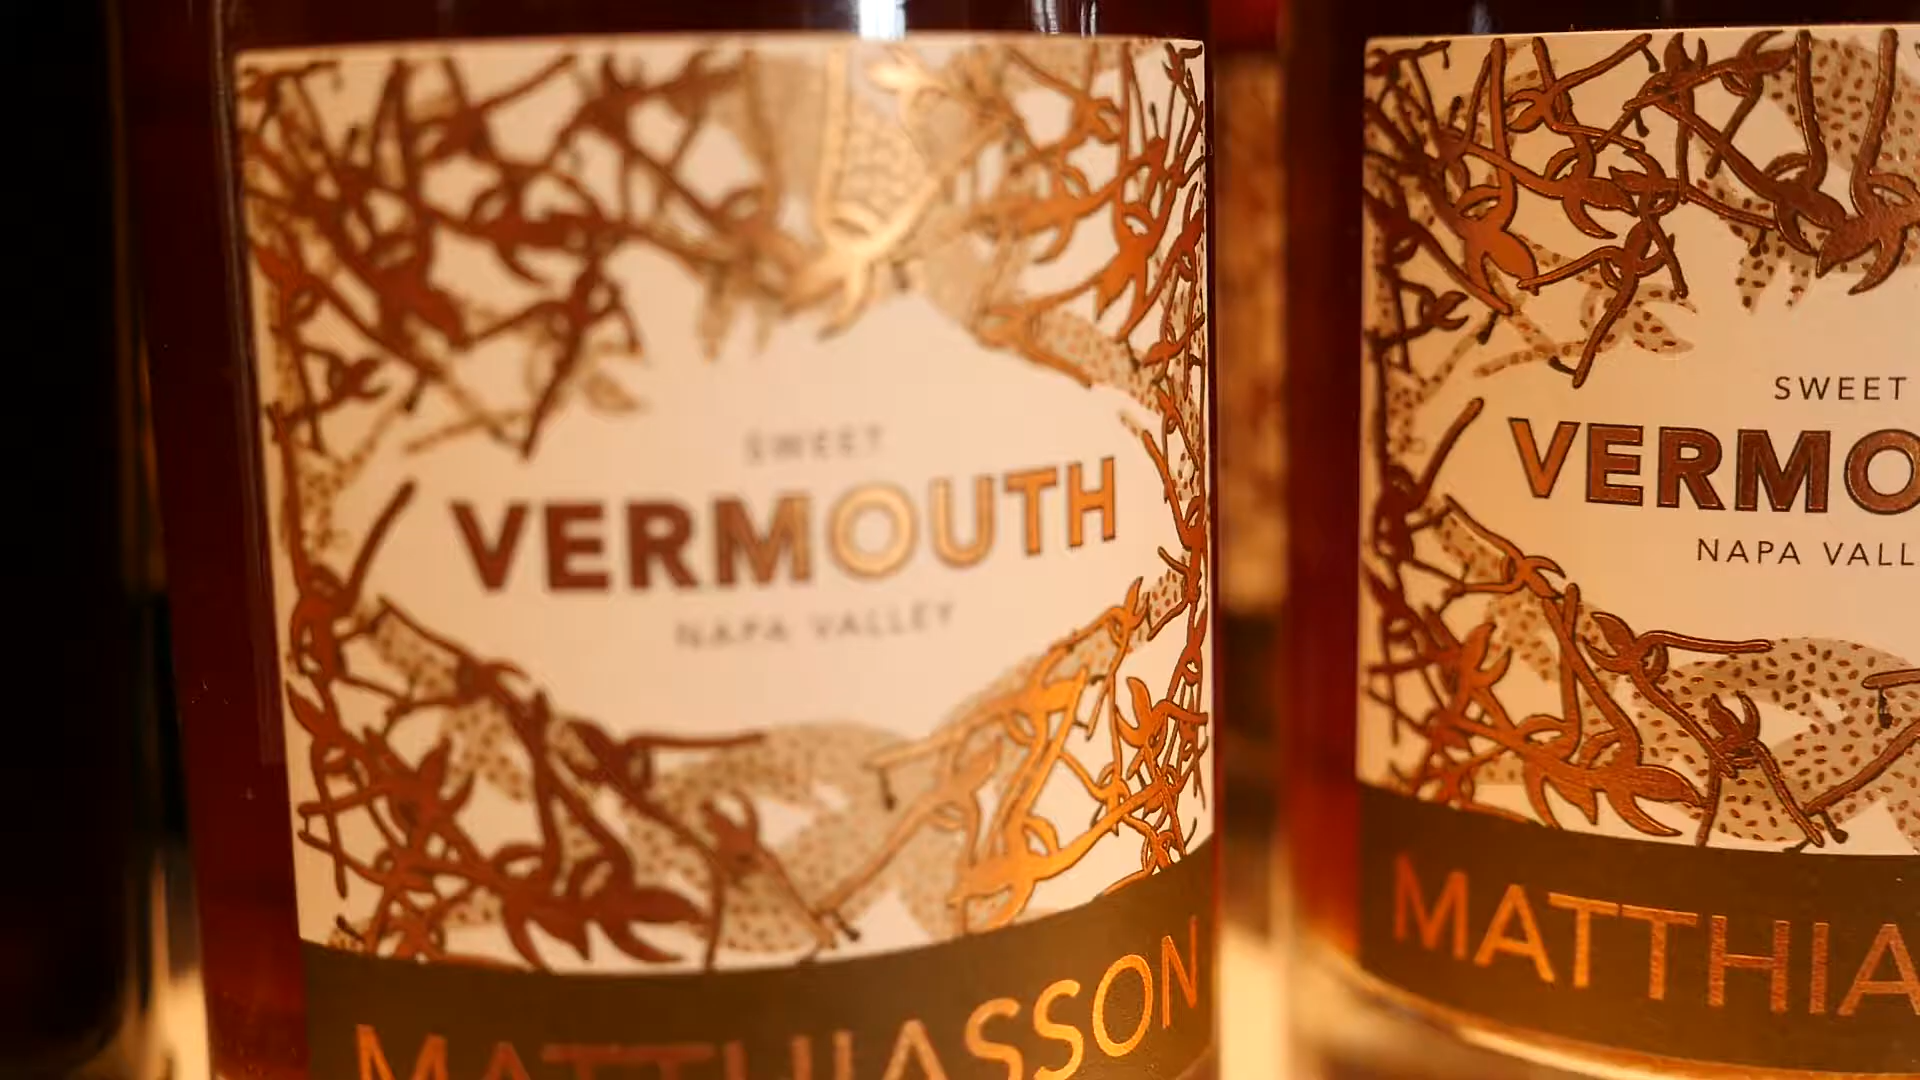 SWEET
VERMOUTH
NAPA VALLEY
MATTHIASSON
SWEET
VERMO
NAPA VALL
MATTHIA